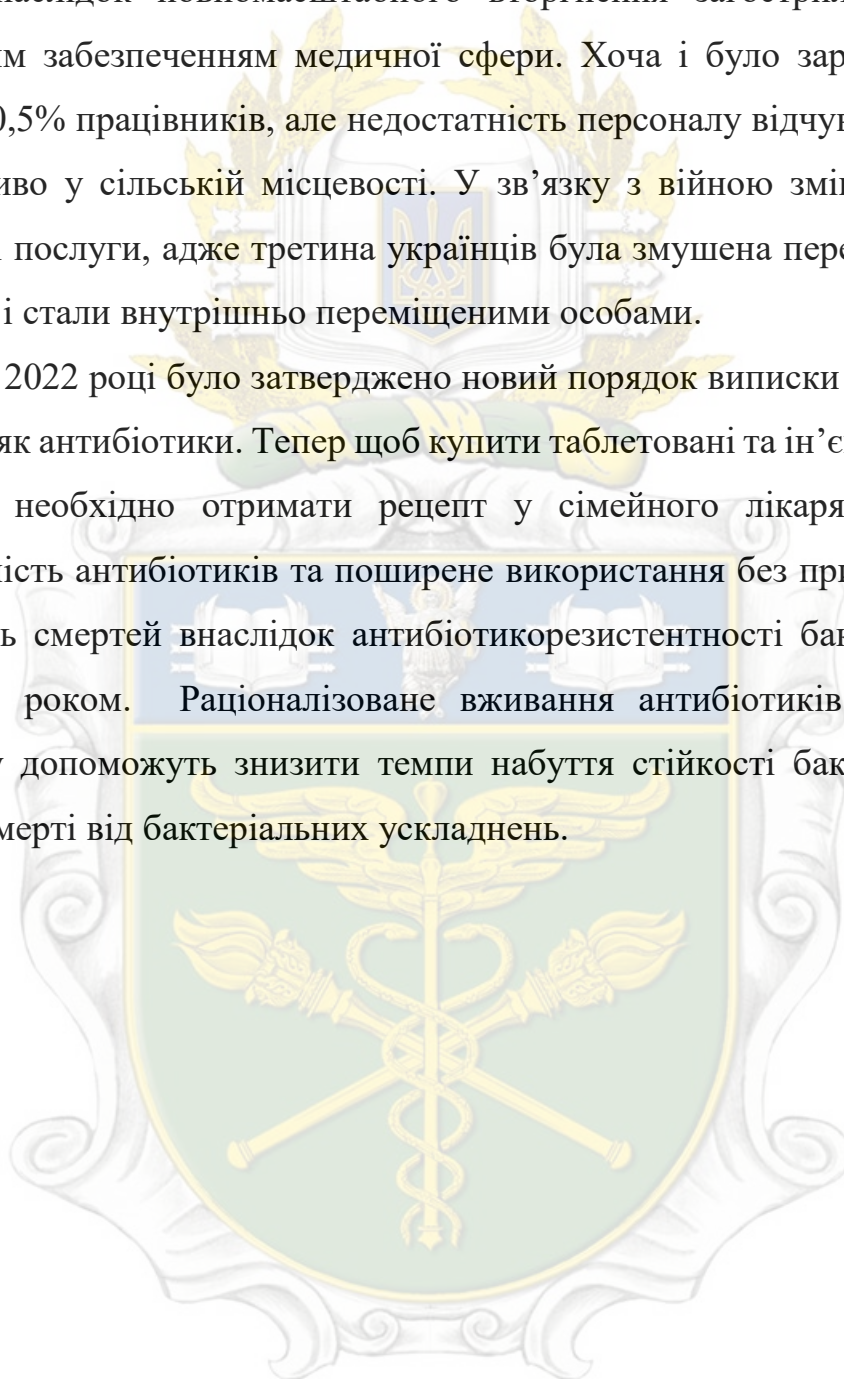 наслідок повномасштабного вторгнення загострил
им забезпеченням медичної сфери. Хоча і було зар
0,5% працівників, але недостатність персоналу відчув
иво у сільській місцевості. У зв’язку з війною змі
і послуги, адже третина українців була змушена пере
і стали внутрішньо переміщеними особами.
2022 році було затверджено новий порядок виписки
як антибіотики. Тепер щоб купити таблетовані та ін’є
необхідно отримати рецепт у сімейного лікаря
ність антибіотиків та поширене використання без при
ь смертей внаслідок антибіотикорезистентності бак
роком. Раціоналізоване вживання антибіотиків
у допоможуть знизити темпи набуття стійкості бак
мерті від бактеріальних ускладнень.